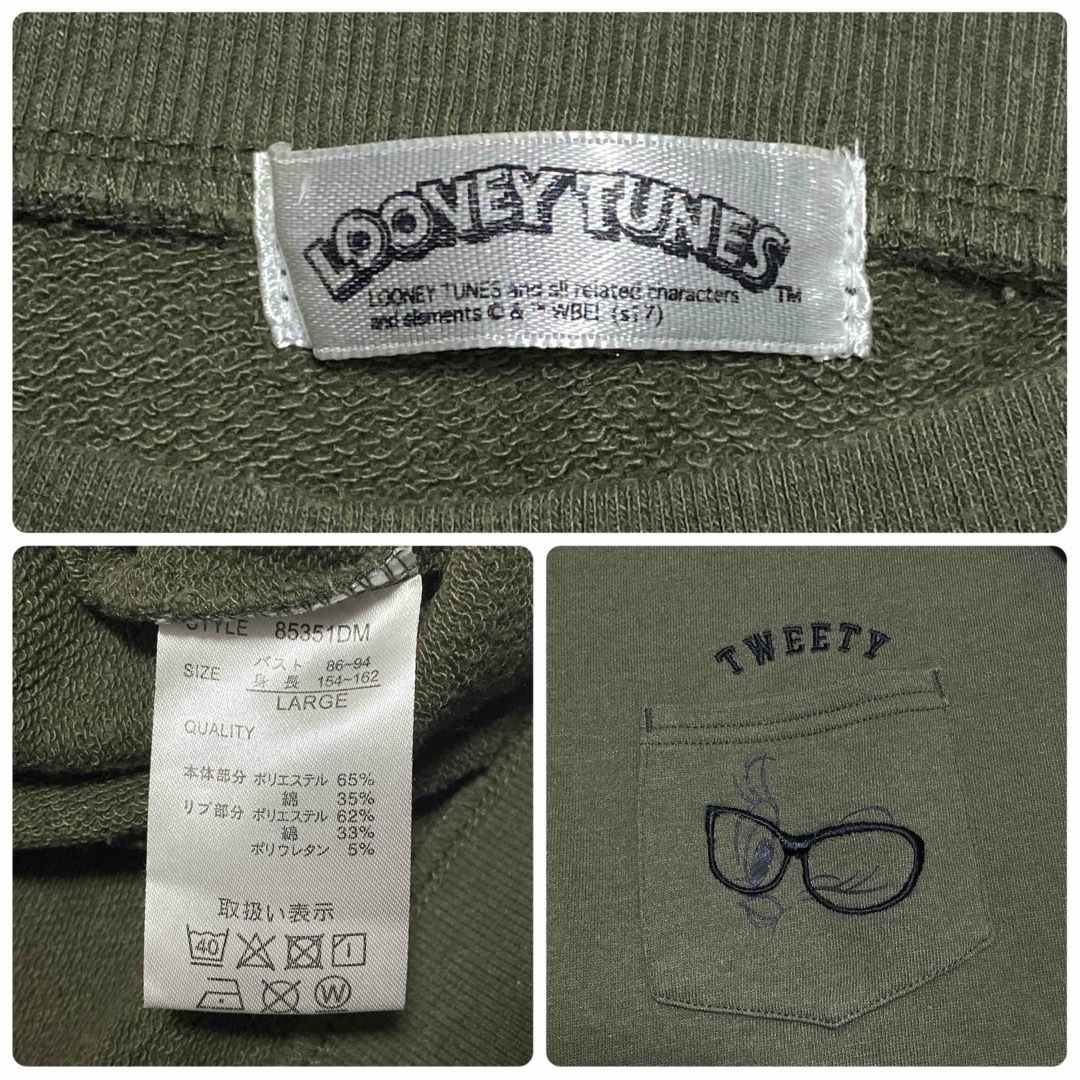 LOONEY TUNES
LOONEY TUNES and all related characters TM
and elements © & ™ WBEI. (s17)
STYLE 85351DM
SIZE バスト 86~94
身長 154~162
LARGE
QUALITY
本体部分 ポリエステル 65%
綿 35%
リブ部分 ポリエステル 62%
綿 33%
ポリウレタン 5%
取扱い表示
40
W
TWEETY